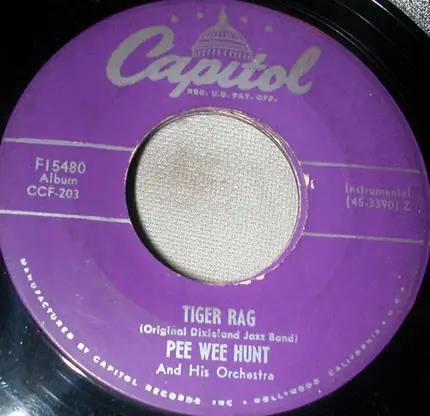 Capitol
REG. U.S. PAT. OFF.
F15480
Album
CCF-203
Instrumental
(45-3390) Z
TIGER RAG
(Original Dixieland Jazz Band)
PEE WEE HUNT
And His Orchestra
MANUFACTURED BY CAPITOL RECORDS INC • HOLLYWOOD CALIFORNIA • U.S.A.